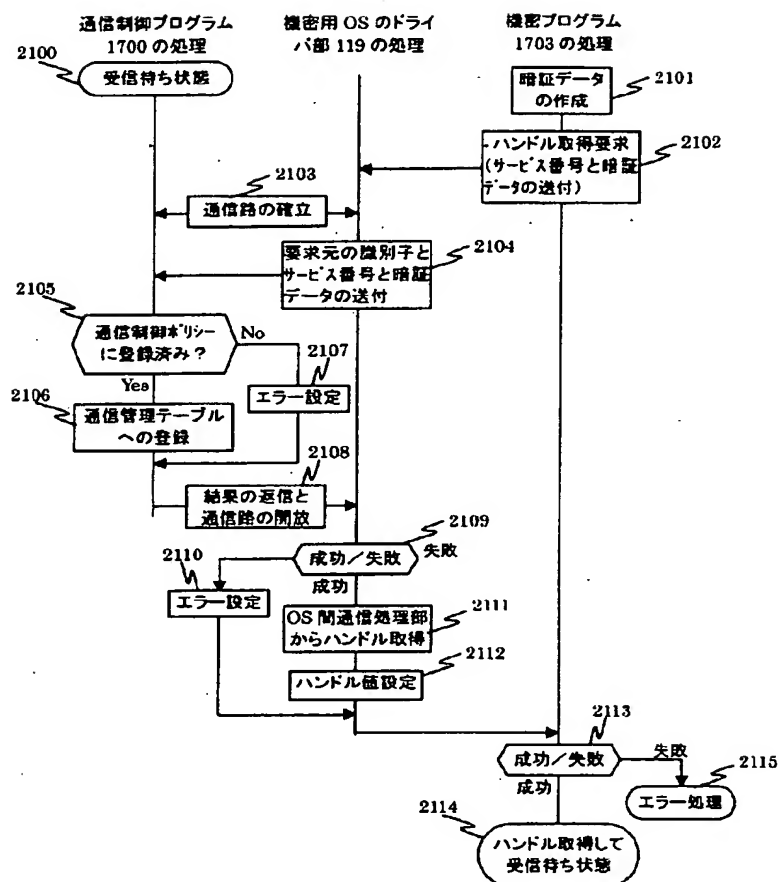 通信制御プログラム
1700 の処理
機密用 OS のドライ
バ部 119 の処理
機密プログラム
1703 の処理
2100
受信待ち状態
2101
暗証データ
の作成
2102
ハンドル取得要求
(サービス番号と暗証
データの送付)
2103
通信路の確立
2104
要求元の識別子と
サービス番号と暗証
データの送付
2105
通信制御ポリシー
に登録済み?
No
Yes
2107
エラー設定
2106
通信管理テーブル
への登録
2108
結果の返信と
通信路の開放
2109
成功/失敗
失敗
成功
2110
エラー設定
2111
OS 間通信処理部
からハンドル取得
2112
ハンドル値設定
2113
成功/失敗
失敗
成功
2115
エラー処理
2114
ハンドル取得して
受信待ち状態